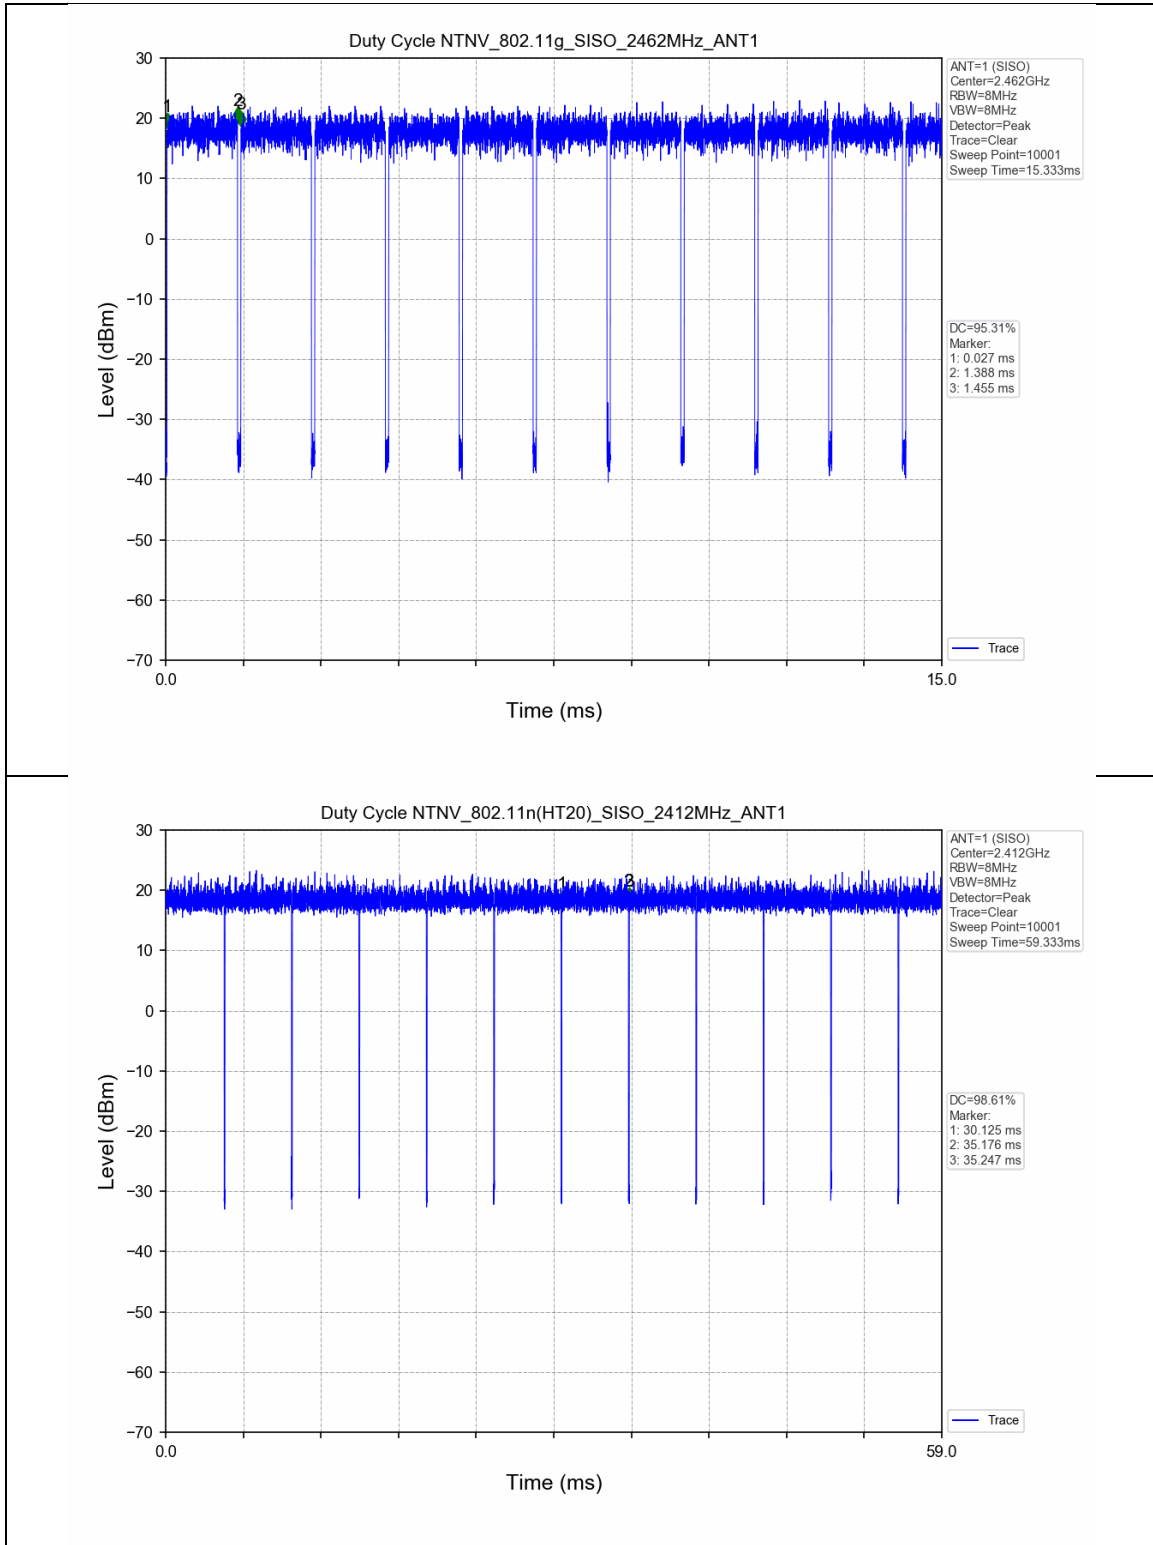 Duty Cycle NTNV_802.11g_SISO_2462MHz_ANT1
30
20
10
0
−10
−20
−30
−40
−50
−60
−70
Level (dBm)
1
2
3
0.0
15.0
Time (ms)
ANT=1 (SISO)
Center=2.462GHz
RBW=8MHz
VBW=8MHz
Detector=Peak
Trace=Clear
Sweep Point=10001
Sweep Time=15.333ms
DC=95.31%
Marker:
1: 0.027 ms
2: 1.388 ms
3: 1.455 ms
Trace
Duty Cycle NTNV_802.11n(HT20)_SISO_2412MHz_ANT1
30
20
10
0
−10
−20
−30
−40
−50
−60
−70
Level (dBm)
1
3
0.0
59.0
Time (ms)
ANT=1 (SISO)
Center=2.412GHz
RBW=8MHz
VBW=8MHz
Detector=Peak
Trace=Clear
Sweep Point=10001
Sweep Time=59.333ms
DC=98.61%
Marker:
1: 30.125 ms
2: 35.176 ms
3: 35.247 ms
Trace